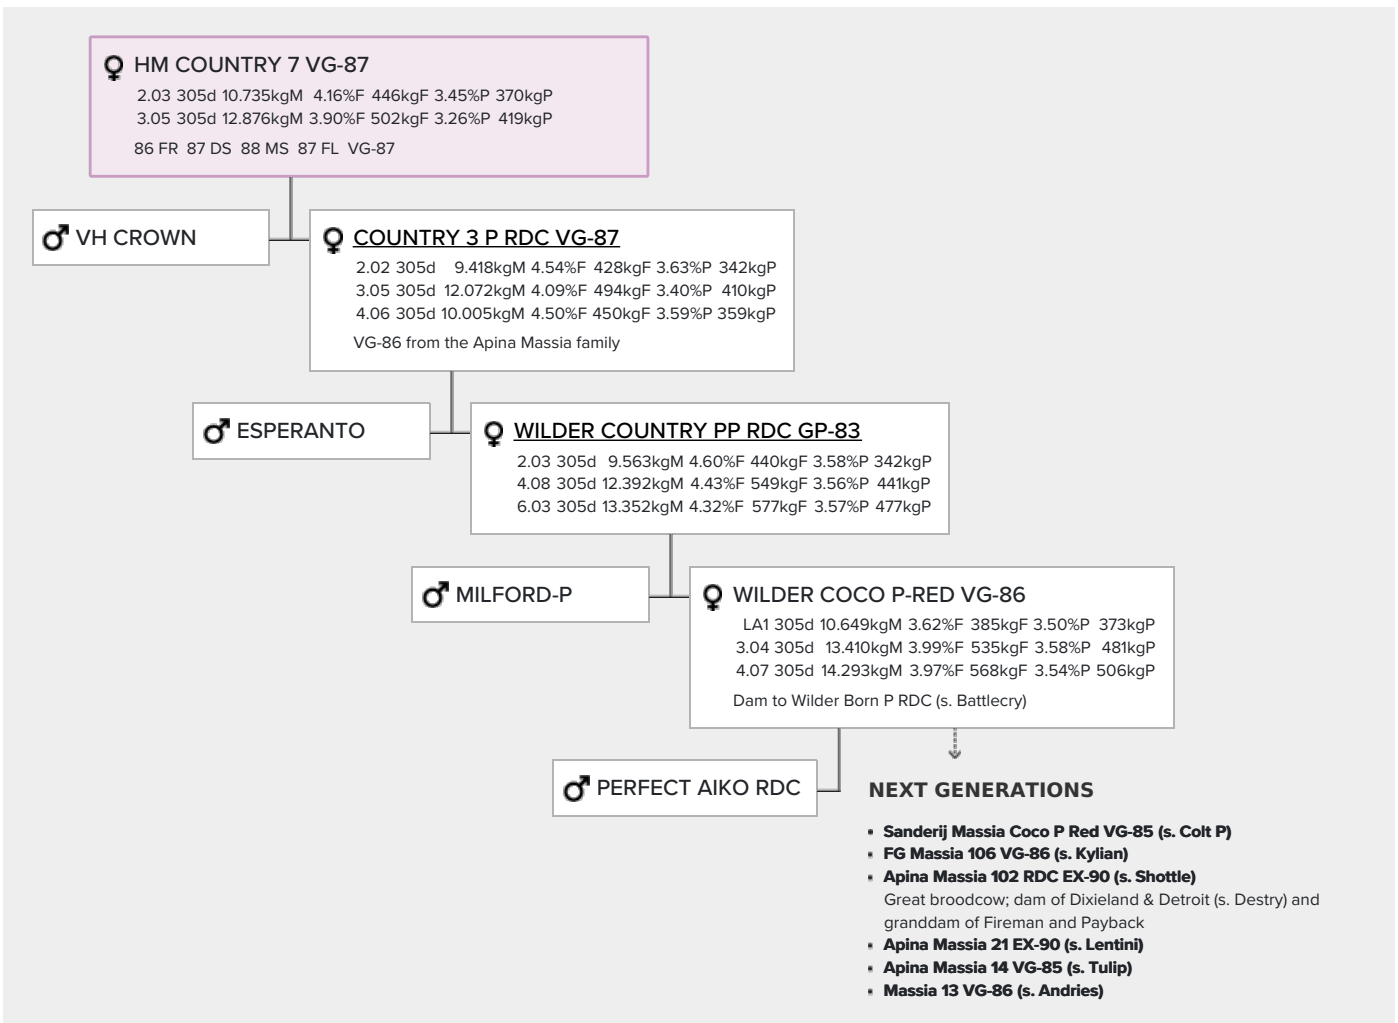 HM COUNTRY 7 VG-87
2.03 305d 10.735kgM 4.16%F 446kgF 3.45%P 370kgP
3.05 305d 12.876kgM 3.90%F 502kgF 3.26%P 419kgP
86 FR 87 DS 88 MS 87 FL VG-87
VH CROWN
COUNTRY 3 P RDC VG-87
2.02 305d 9.418kgM 4.54%F 428kgF 3.63%P 342kgP
3.05 305d 12.072kgM 4.09%F 494kgF 3.40%P 410kgP
4.06 305d 10.005kgM 4.50%F 450kgF 3.59%P 359kgP
VG-86 from the Apina Massia family
ESPERANTO
WILDER COUNTRY PP RDC GP-83
2.03 305d 9.563kgM 4.60%F 440kgF 3.58%P 342kgP
4.08 305d 12.392kgM 4.43%F 549kgF 3.56%P 441kgP
6.03 305d 13.352kgM 4.32%F 577kgF 3.57%P 477kgP
MILFORD-P
WILDER COCO P-RED VG-86
LA1 305d 10.649kgM 3.62%F 385kgF 3.50%P 373kgP
3.04 305d 13.410kgM 3.99%F 535kgF 3.58%P 481kgP
4.07 305d 14.293kgM 3.97%F 568kgF 3.54%P 506kgP
Dam to Wilder Born P RDC (s. Battlecry)
PERFECT AIKO RDC
NEXT GENERATIONS
Sanderij Massia Coco P Red VG-85 (s. Colt P)
FG Massia 106 VG-86 (s. Kylian)
Apina Massia 102 RDC EX-90 (s. Shottle)
Great broodcow; dam of Dixieland & Detroit (s. Destry) and
granddam of Fireman and Payback
Apina Massia 21 EX-90 (s. Lentini)
Apina Massia 14 VG-85 (s. Tulip)
Massia 13 VG-86 (s. Andries)